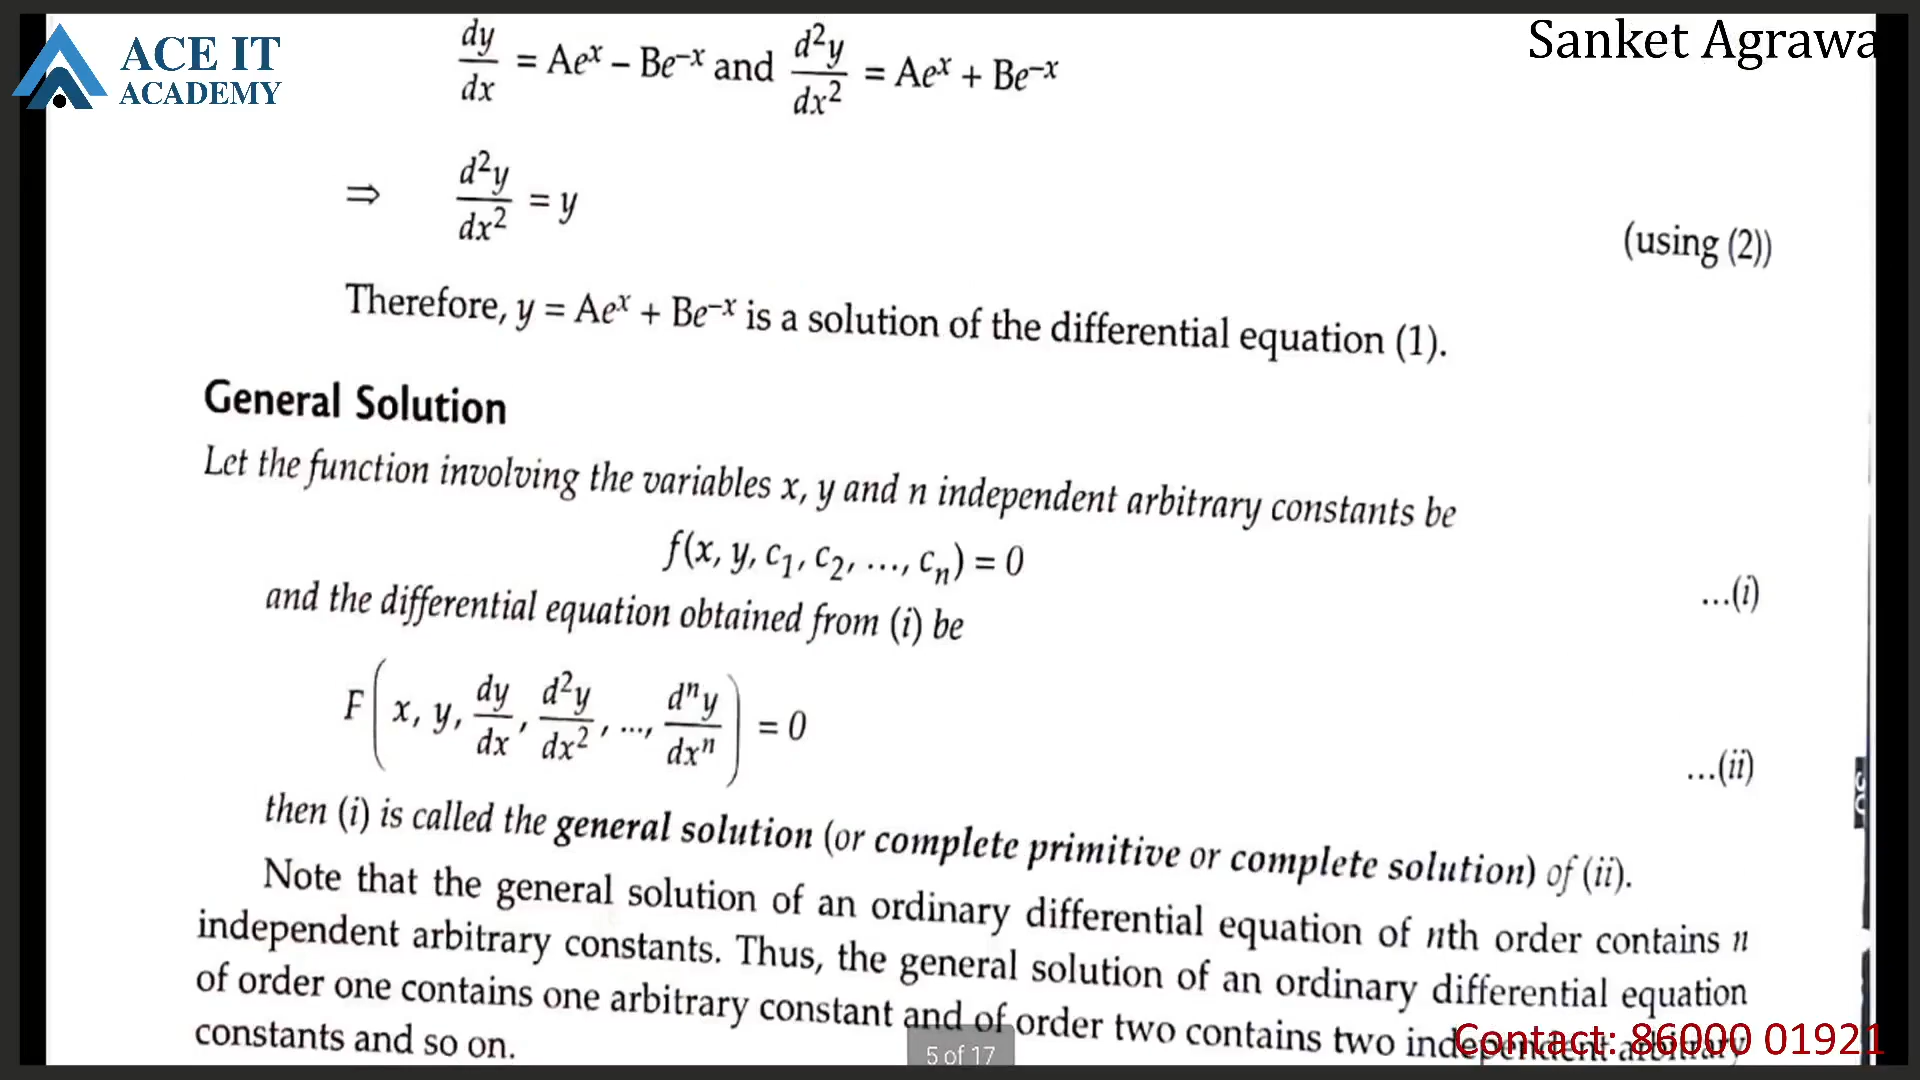 ACE IT
ACADEMY
Sanket Agrawa
dy/dx = Ae^x – Be^–x and d²y/dx² = Ae^x + Be^–x
⇒ d²y/dx² = y
(using (2))
Therefore, y = Ae^x + Be^–x is a solution of the differential equation (1).
General Solution
Let the function involving the variables x, y and n independent arbitrary constants be
f(x, y, c₁, c₂, ..., cₙ) = 0 ...(i)
and the differential equation obtained from (i) be
F(x, y, dy/dx, d²y/dx², ..., dⁿy/dxⁿ) = 0 ...(ii)
then (i) is called the general solution (or complete primitive or complete solution) of (ii).
Note that the general solution of an ordinary differential equation of nth order contains n
independent arbitrary constants. Thus, the general solution of an ordinary differential equation
of order one contains one arbitrary constant and of order two contains two independent arbitrary
constants and so on.
5 of 17
Contact: 86000 01921